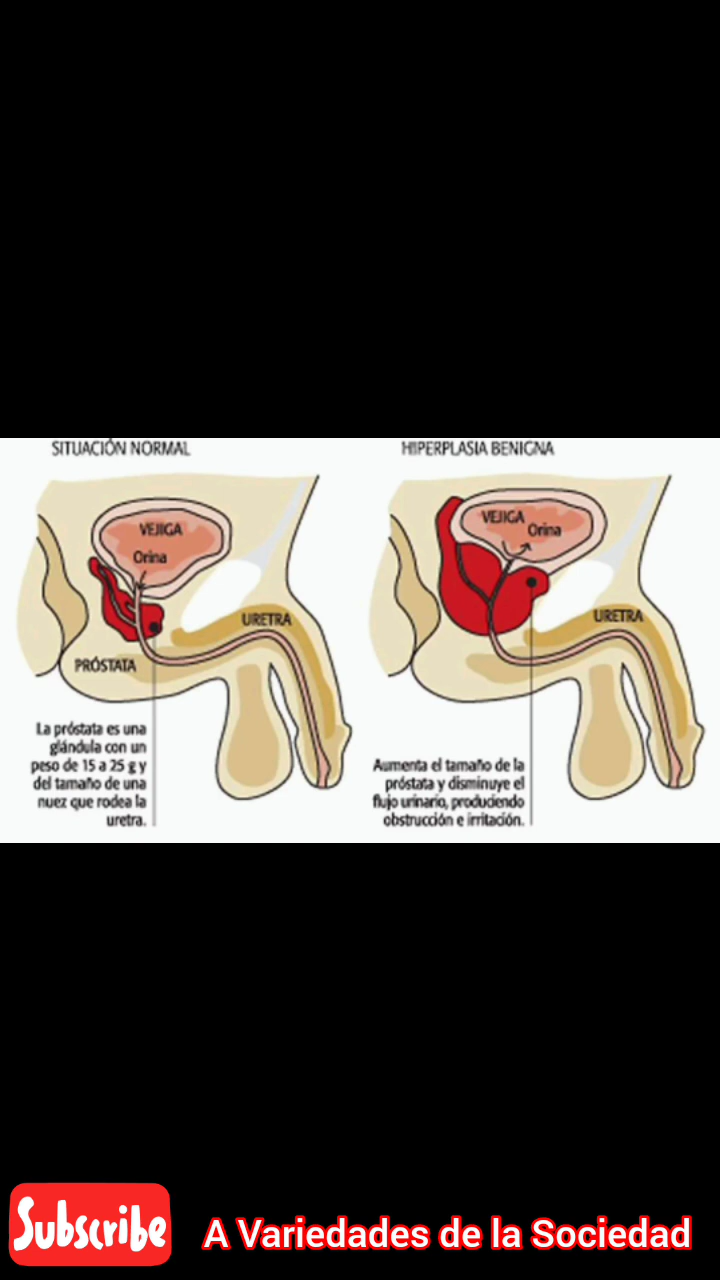 SITUACIÓN NORMAL
VEJIGA
Orina
URETRA
PRÓSTATA
La próstata es una
glándula con un
peso de 15 a 25 g y
del tamaño de una
nuez que rodea la
uretra.
HIPERPLASIA BENIGNA
VEJIGA
Orina
URETRA
Aumenta el tamaño de la
próstata y disminuye el
flujo urinario, produciendo
obstrucción e irritación.
Subscribe
A Variedades de la Sociedad